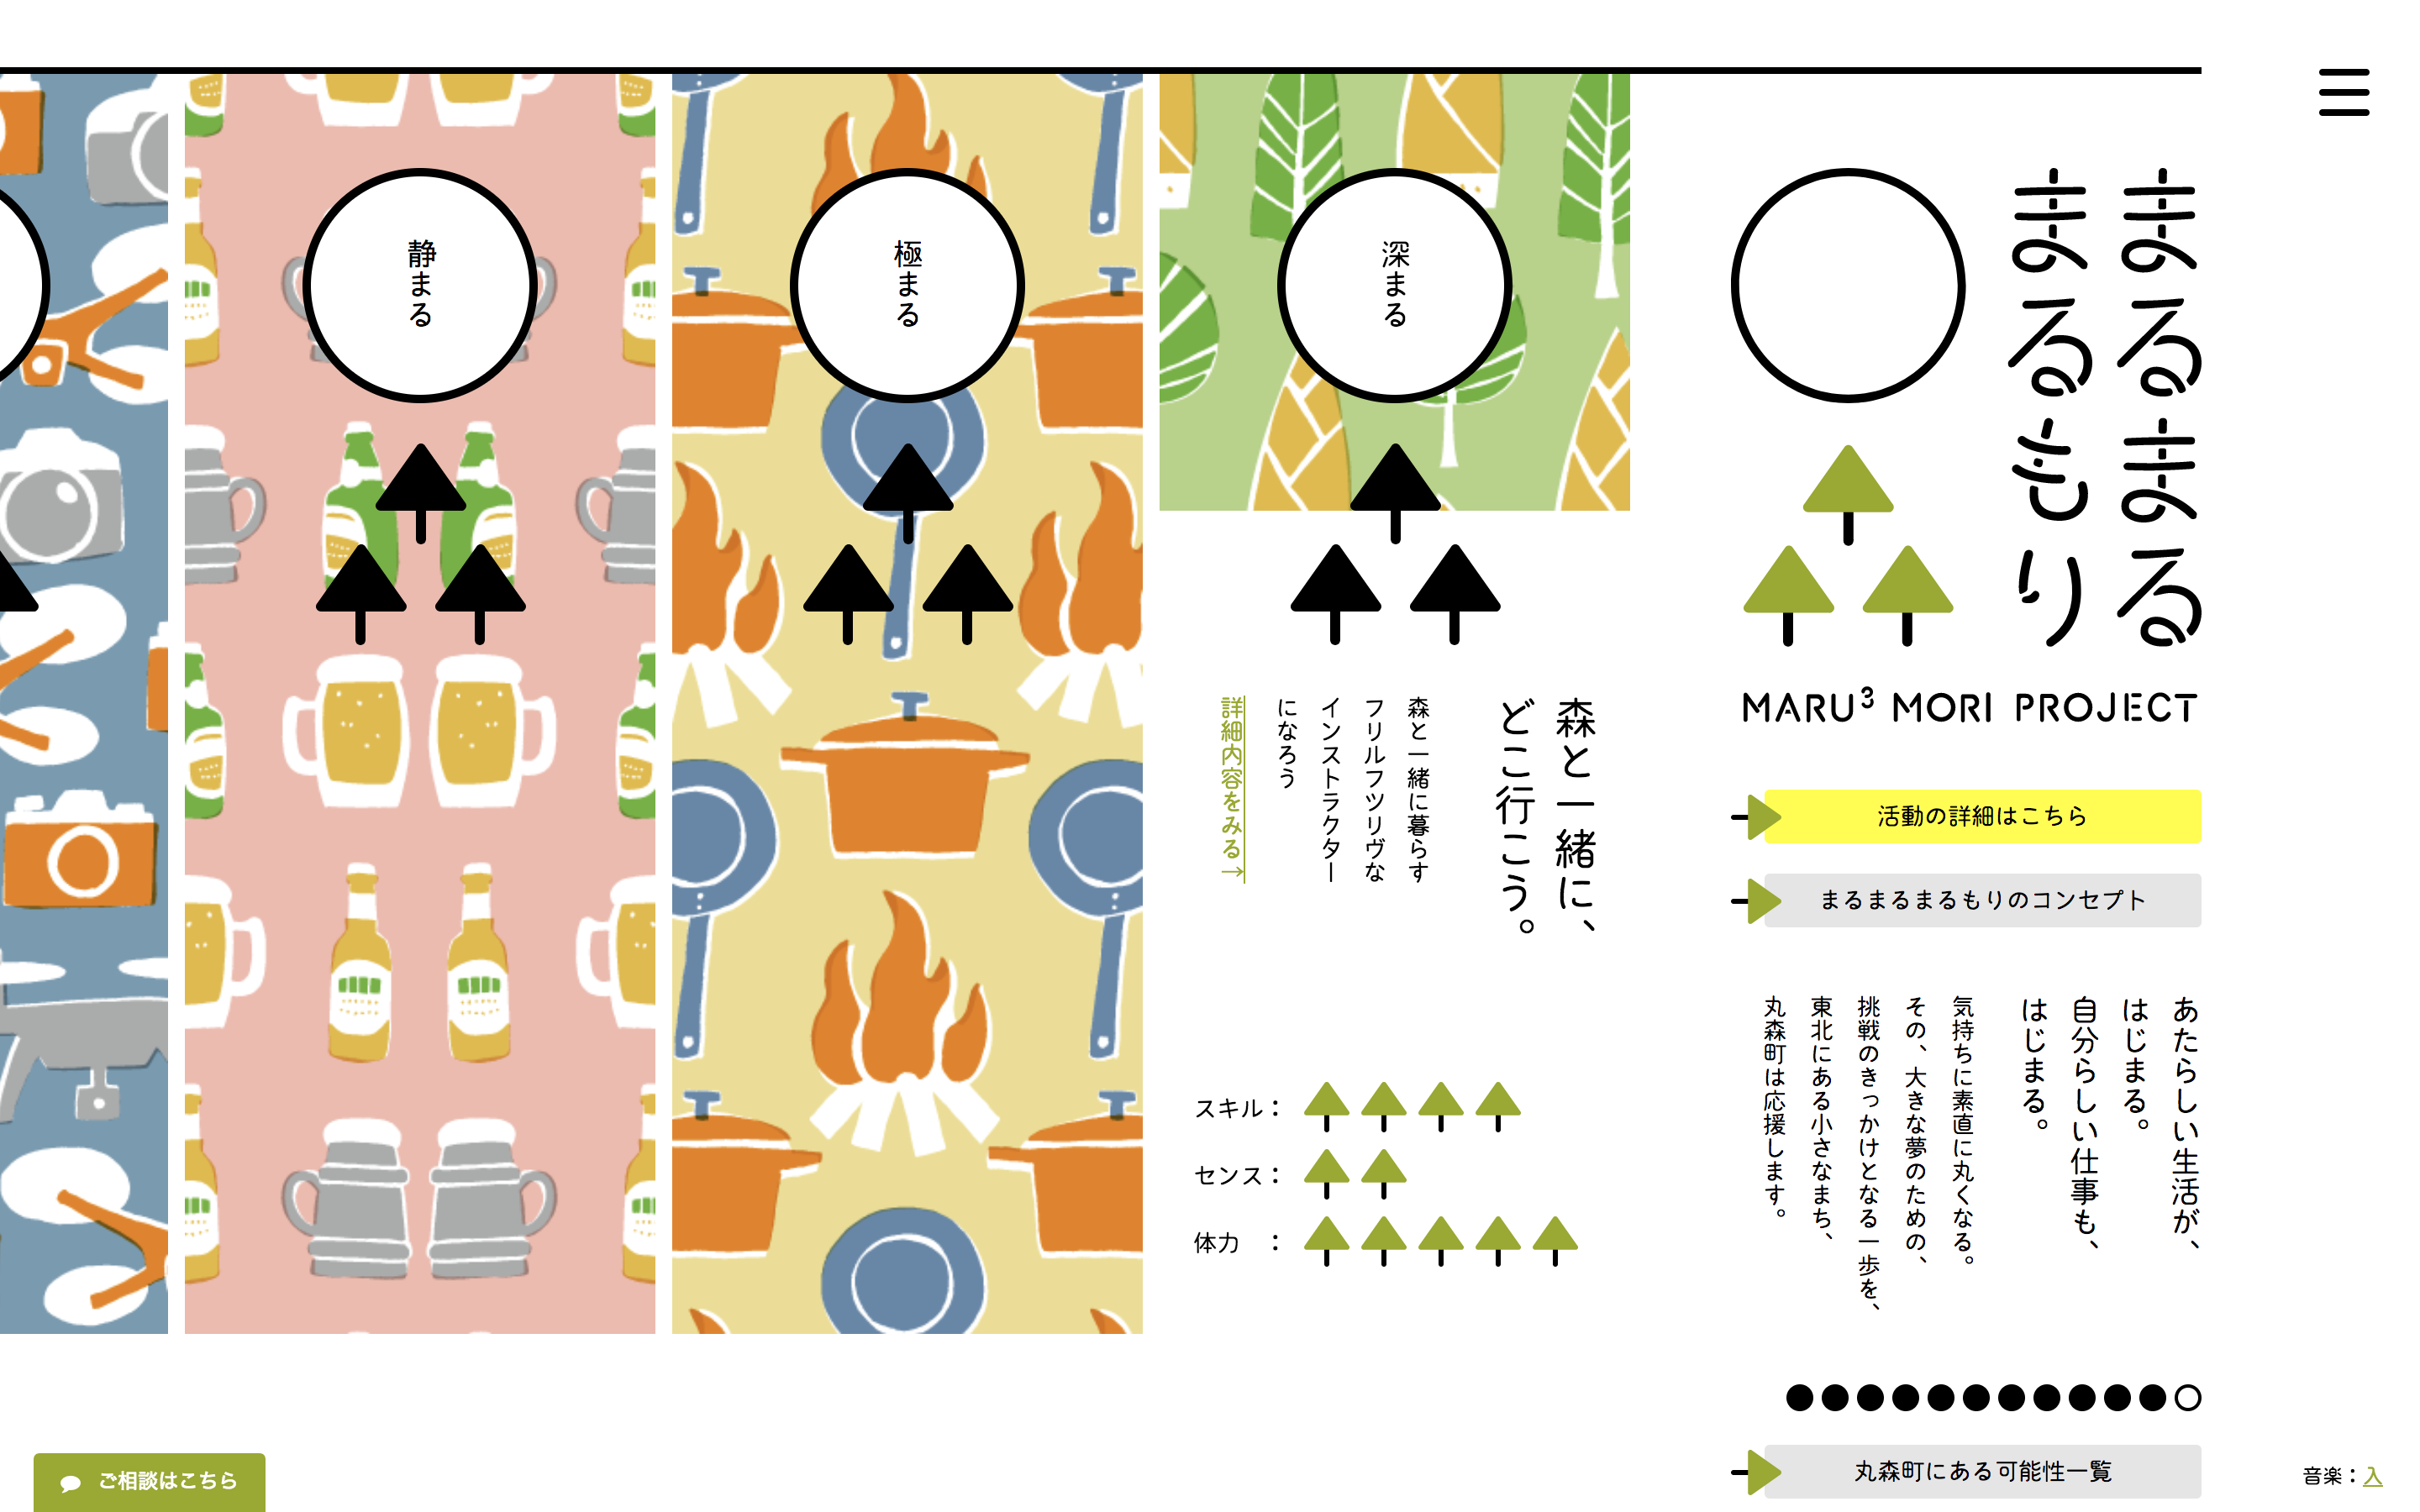 まるまる
まるもり
MARU³ MORI PROJECT
活動の詳細はこちら
まるまるまるもりのコンセプト
あたらしい生活が、
はじまる。
自分らしい仕事も、
はじまる。
気持ちに素直に丸くなる。
その、大きな夢のための、
挑戦のきっかけとなる一歩を、
東北にある小さなまち、
丸森町は応援します。
丸森町にある可能性一覧
深まる
森と一緒に、
どこ行こう。
森と一緒に暮らす
フリルフツリヴな
インストラクター
になろう
詳細内容をみる→
スキル：
センス：
体力　：
極まる
静まる
ご相談はこちら
音楽：入